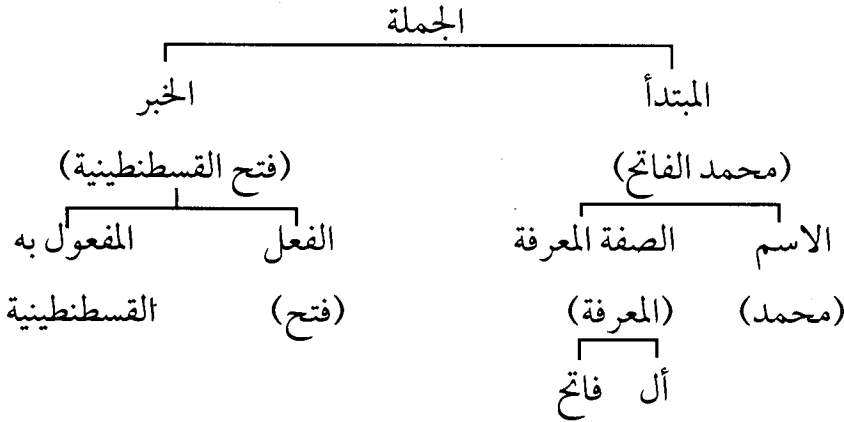 الجملة
المبتدأ الخبر
(محمد الفاتح) (فتح القسطنطينية)
الاسم الصفة المعرفة الفعل المفعول به
(محمد) (المعرفة) (فتح) القسطنطينية
أل فاتح